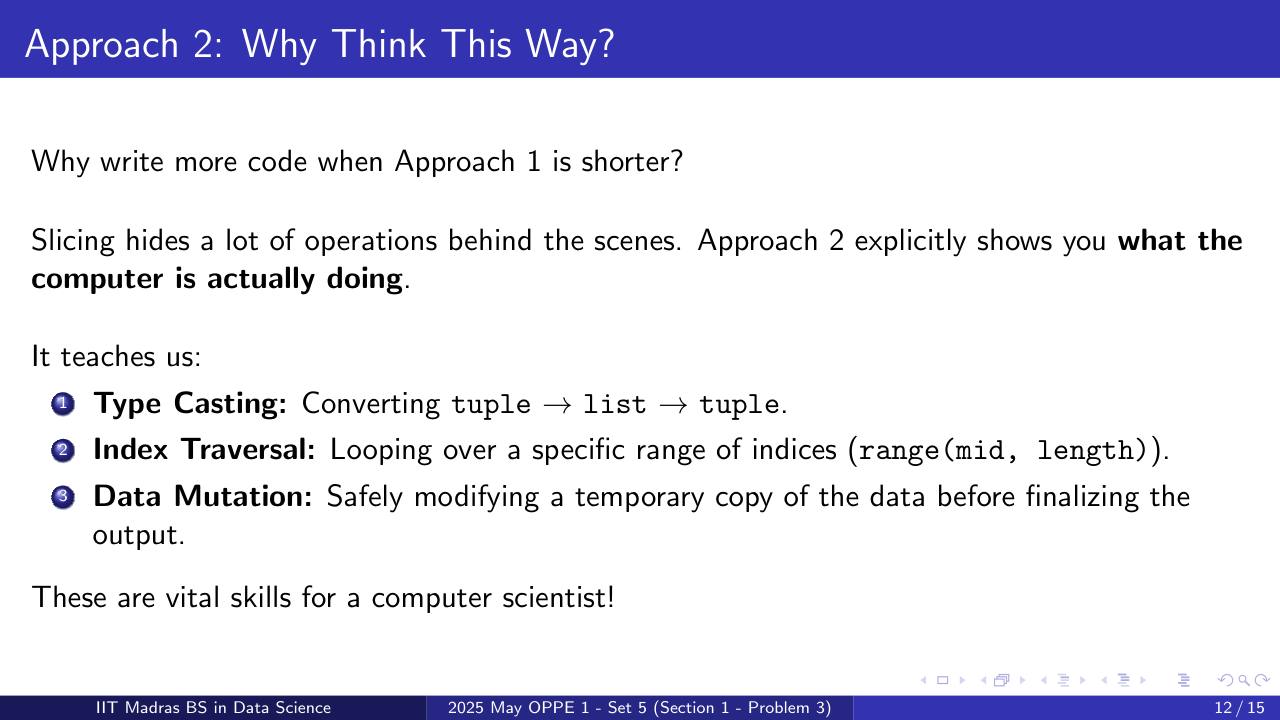 Approach 2: Why Think This Way?
Why write more code when Approach 1 is shorter?
Slicing hides a lot of operations behind the scenes. Approach 2 explicitly shows you what the
computer is actually doing.
It teaches us:
1 Type Casting: Converting tuple → list → tuple.
2 Index Traversal: Looping over a specific range of indices (range(mid, length)).
3 Data Mutation: Safely modifying a temporary copy of the data before finalizing the
output.
These are vital skills for a computer scientist!
IIT Madras BS in Data Science
2025 May OPPE 1 - Set 5 (Section 1 - Problem 3)
12 / 15